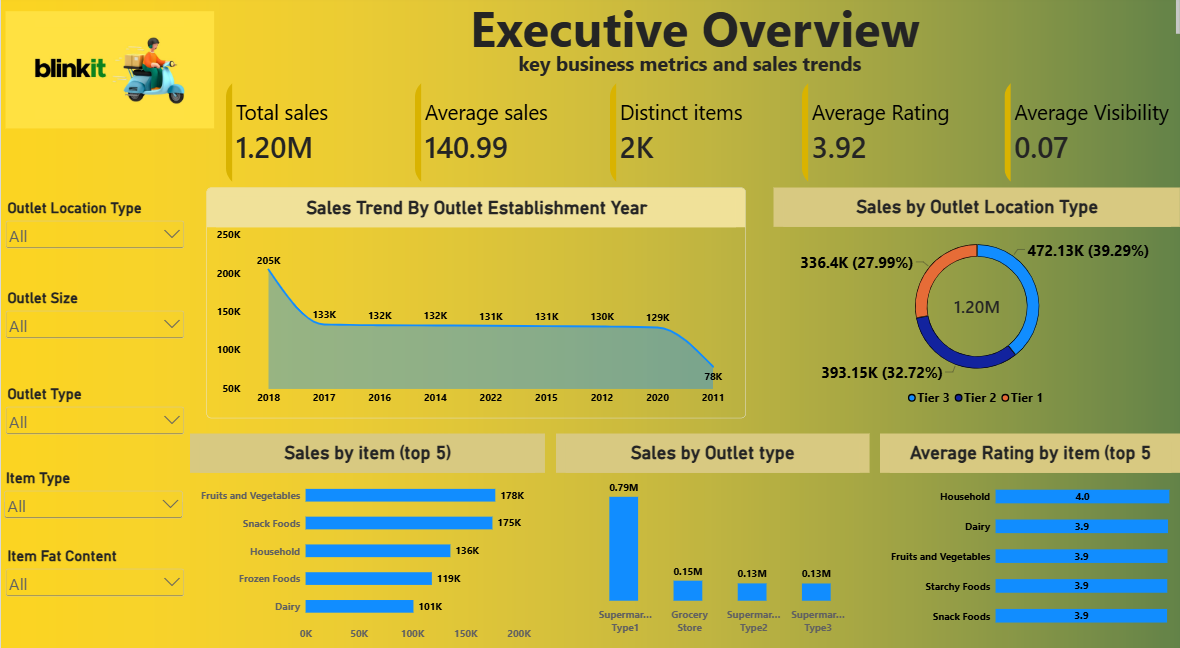 blinkit
Executive Overview
key business metrics and sales trends
Total sales
1.20M
Average sales
140.99
Distinct items
2K
Average Rating
3.92
Average Visibility
0.07
Outlet Location Type
All
Outlet Size
All
Outlet Type
All
Item Type
All
Item Fat Content
All
Sales Trend By Outlet Establishment Year
250K
200K
150K
100K
50K
205K
133K
132K
132K
131K
131K
130K
129K
78K
2018 2017 2016 2014 2022 2015 2012 2020 2011
Sales by Outlet Location Type
336.4K (27.99%)
472.13K (39.29%)
1.20M
393.15K (32.72%)
Tier 3 Tier 2 Tier 1
Sales by item (top 5)
Fruits and Vegetables 178K
Snack Foods 175K
Household 136K
Frozen Foods 119K
Dairy 101K
0K 50K 100K 150K 200K
Sales by Outlet type
0.79M
0.15M
0.13M
0.13M
Supermar... Grocery Supermar... Supermar...
Type1 Store Type2 Type3
Average Rating by item (top 5
Household 4.0
Dairy 3.9
Fruits and Vegetables 3.9
Starchy Foods 3.9
Snack Foods 3.9